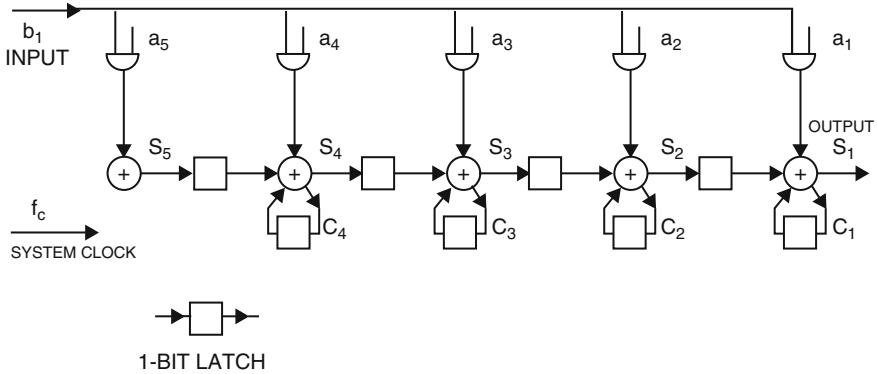 b₁
INPUT
a₅
a₄
a₃
a₂
a₁
OUTPUT
+
S₅
+
S₄
+
S₃
+
S₂
+
S₁
C₄
C₃
C₂
C₁
f_c
SYSTEM CLOCK
1-BIT LATCH